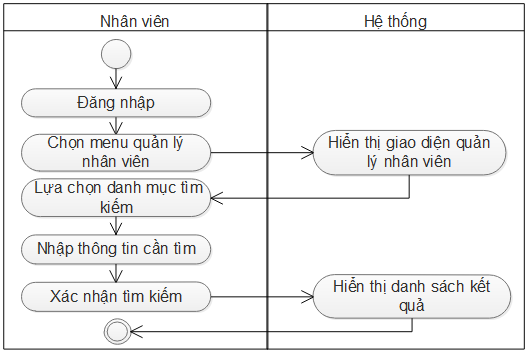 Nhân viên
Hệ thống
Đăng nhập
Chọn menu quản lý
nhân viên
Hiển thị giao diện quản
lý nhân viên
Lựa chọn danh mục tìm
kiếm
Nhập thông tin cần tìm
Xác nhận tìm kiếm
Hiển thị danh sách kết
quả